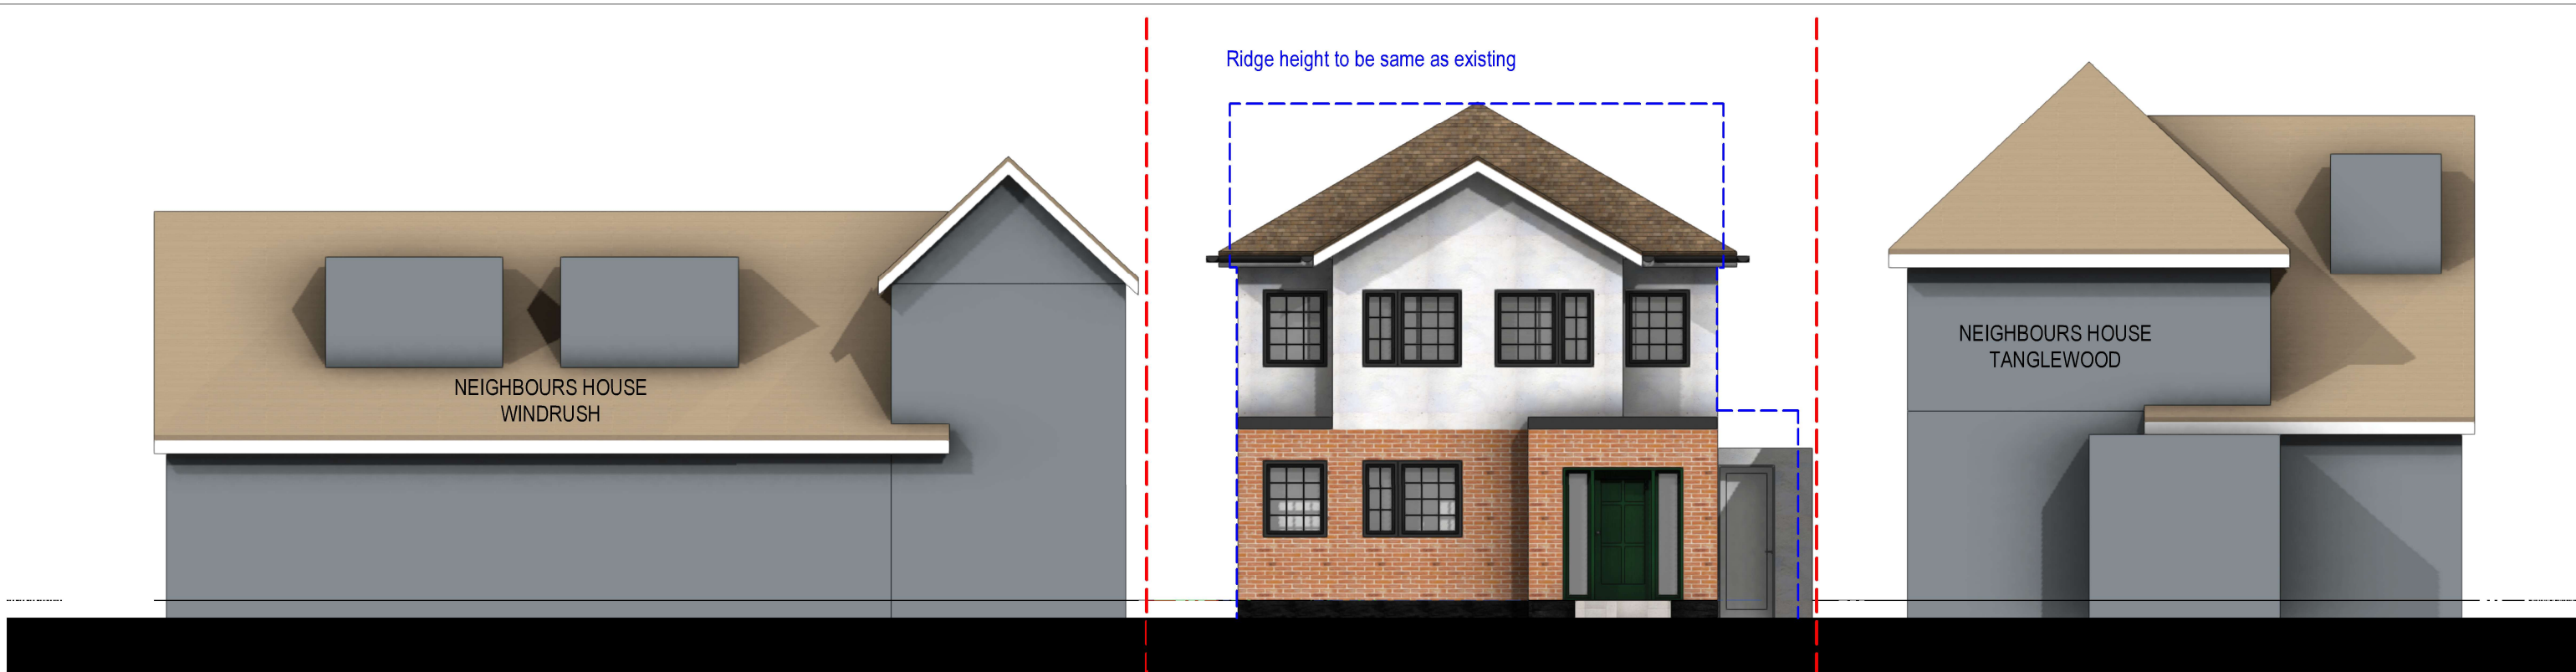 Ridge height to be same as existing
NEIGHBOURS HOUSE
WINDRUSH
NEIGHBOURS HOUSE
TANGLEWOOD